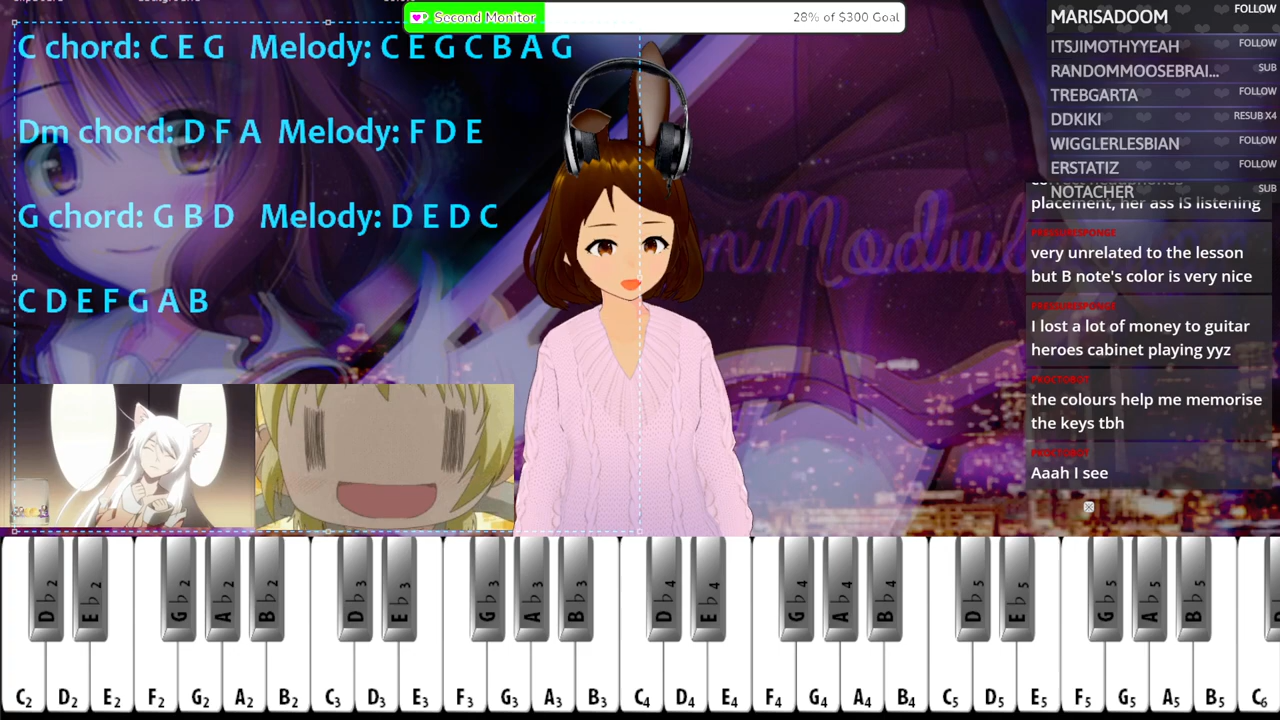 Second Monitor
28% of $300 Goal
C chord: C E G Melody: C E G C B A G
Dm chord: D F A Melody: F D E
G chord: G B D Melody: D E D C
C D E F G A B
MARISADOOM FOLLOW
ITSJIMOTHYYEAH FOLLOW
RANDOMMOOSEBRAI... SUB
TREBGARTA FOLLOW
DDKIKI RESUB X4
WIGGLERLESBIAN FOLLOW
ERSTATIZ FOLLOW
NOTACHER SUB
placement, her ass is listening
very unrelated to the lesson
but B note's color is very nice
I lost a lot of money to guitar
heroes cabinet playing yyz
the colours help me memorise
the keys tbh
Aaah I see
D♭2 E♭2 G♭2 A♭2 B♭2 D♭3 E♭3 G♭3 A♭3 B♭3 D♭4 E♭4 G♭4 A♭4 B♭4 D♭5 E♭5 G♭5 A♭5 B♭5
C2 D2 E2 F2 G2 A2 B2 C3 D3 E3 F3 G3 A3 B3 C4 D4 E4 F4 G4 A4 B4 C5 D5 E5 F5 G5 A5 B5 C6